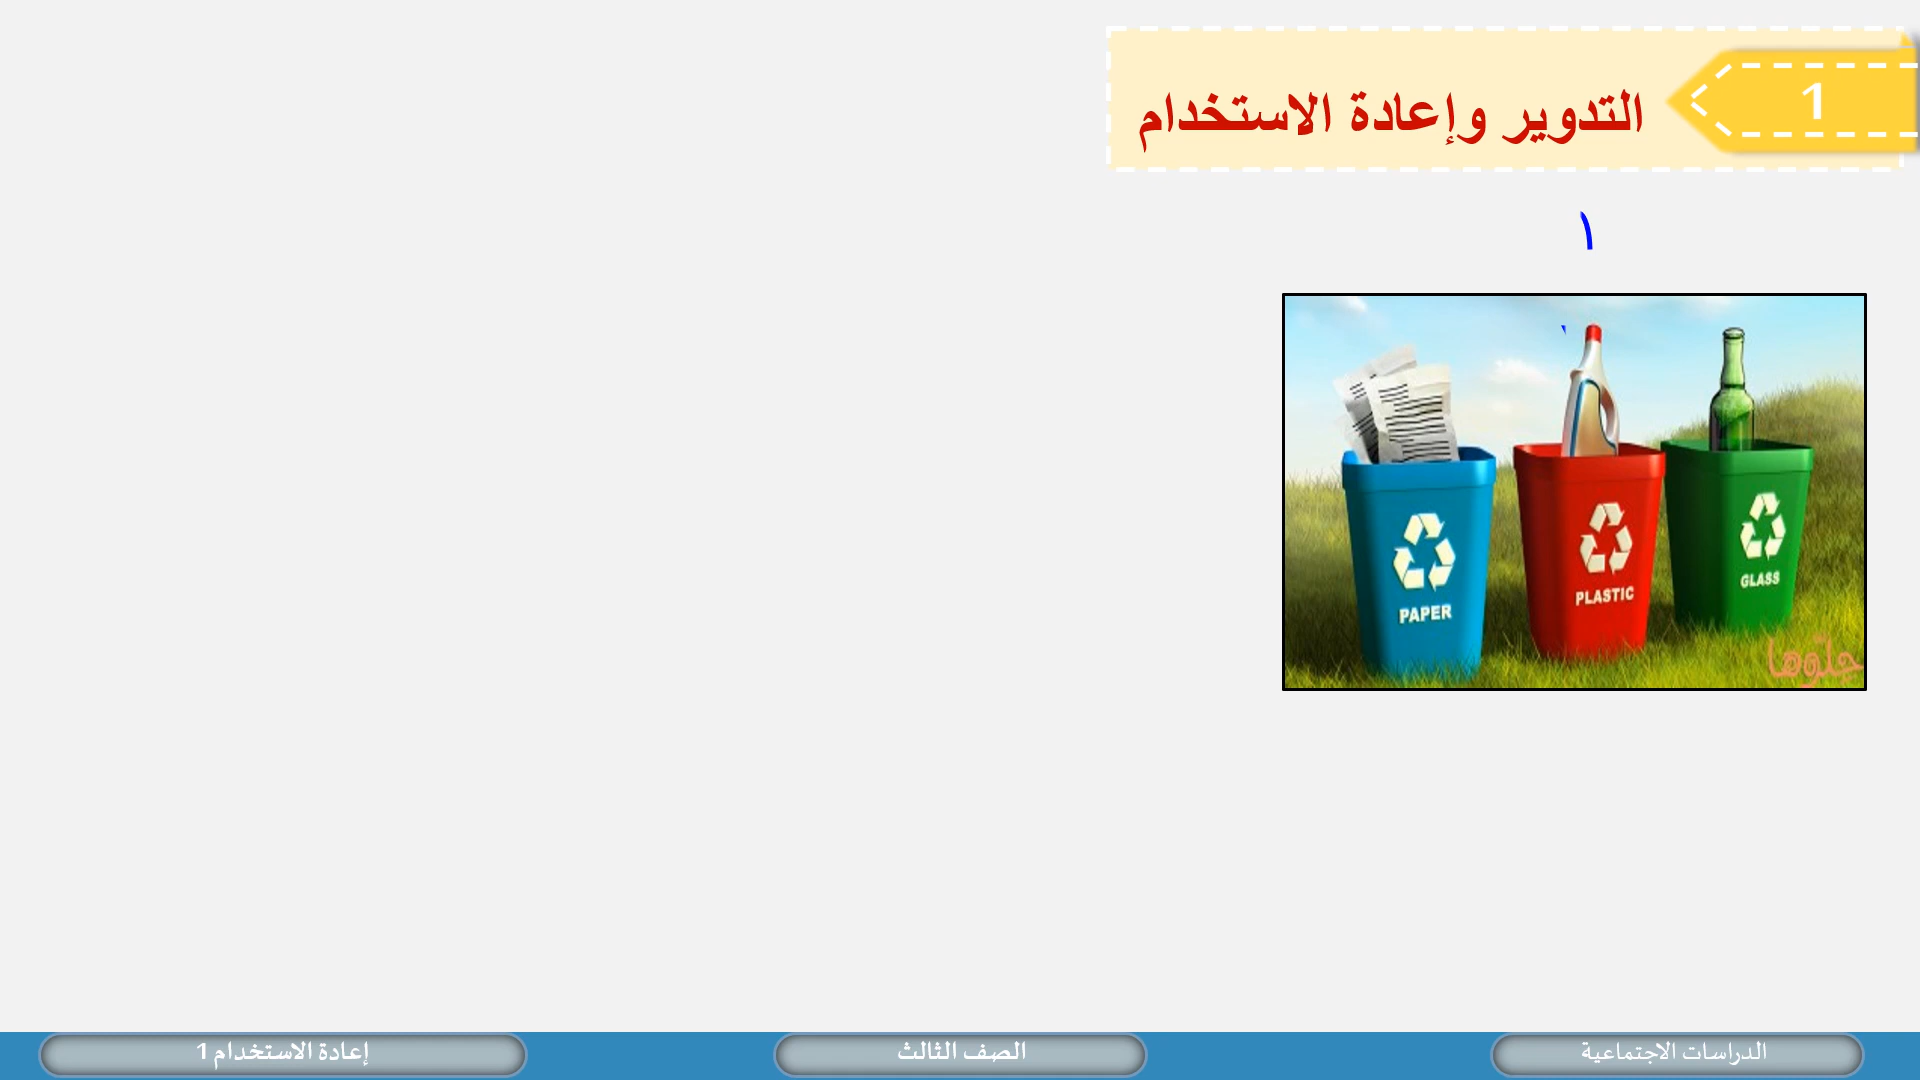 1
التدوير وإعادة الاستخدام
١
PAPER
PLASTIC
GLASS
حلوها
الدراسات الاجتماعية
الصف الثالث
إعادة الاستخدام 1